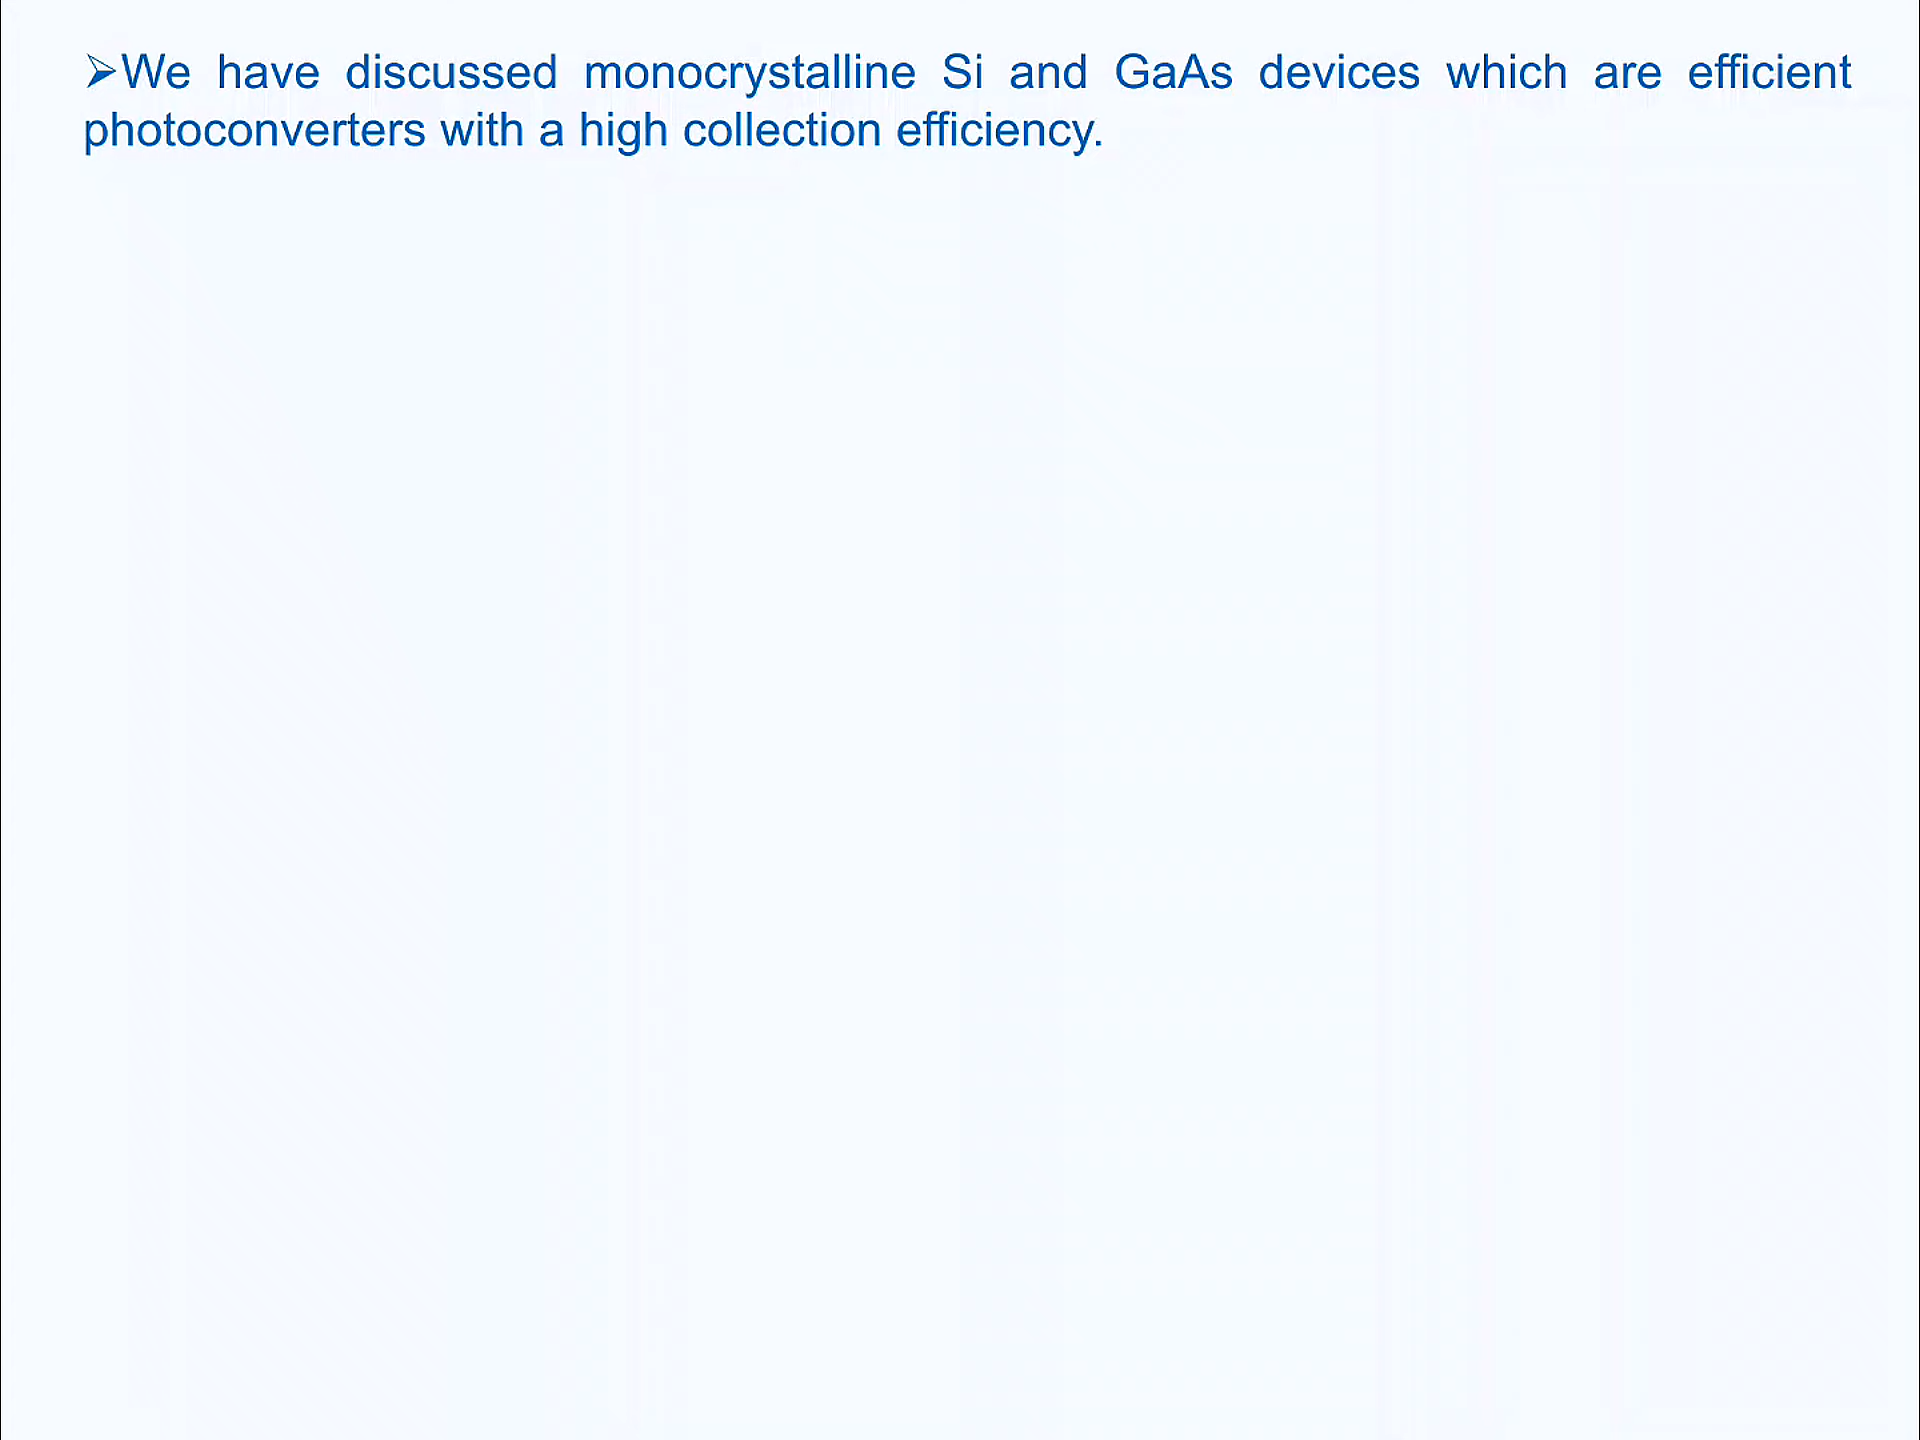 ➢We have discussed monocrystalline Si and GaAs devices which are efficient
photoconverters with a high collection efficiency.